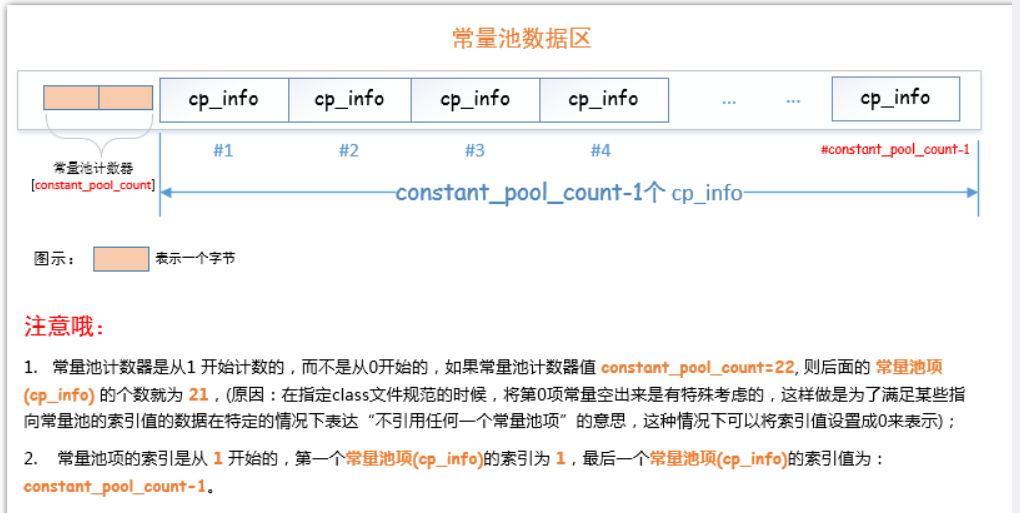 常量池数据区
cp_info cp_info cp_info cp_info ... ... cp_info
#1 #2 #3 #4 #constant_pool_count-1
常量池计数器
[constant_pool_count]
constant_pool_count-1个 cp_info
图示： 表示一个字节
注意哦：
1. 常量池计数器是从1 开始计数的，而不是从0开始的，如果常量池计数器值 constant_pool_count=22, 则后面的 常量池项
(cp_info) 的个数就为 21，(原因：在指定class文件规范的时候，将第0项常量空出来是有特殊考虑的，这样做是为了满足某些指
向常量池的索引值的数据在特定的情况下表达“不引用任何一个常量池项”的意思，这种情况下可以将索引值设置成0来表示)；
2. 常量池项的索引是从 1 开始的，第一个常量池项(cp_info)的索引为 1，最后一个常量池项(cp_info)的索引值为：
constant_pool_count-1。